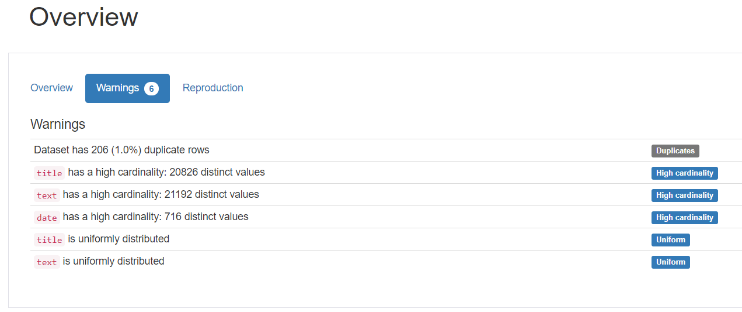 Overview
Overview Warnings 6 Reproduction
Warnings
Dataset has 206 (1.0%) duplicate rows Duplicates
title has a high cardinality: 20826 distinct values High cardinality
text has a high cardinality: 21192 distinct values High cardinality
date has a high cardinality: 716 distinct values High cardinality
title is uniformly distributed Uniform
text is uniformly distributed Uniform